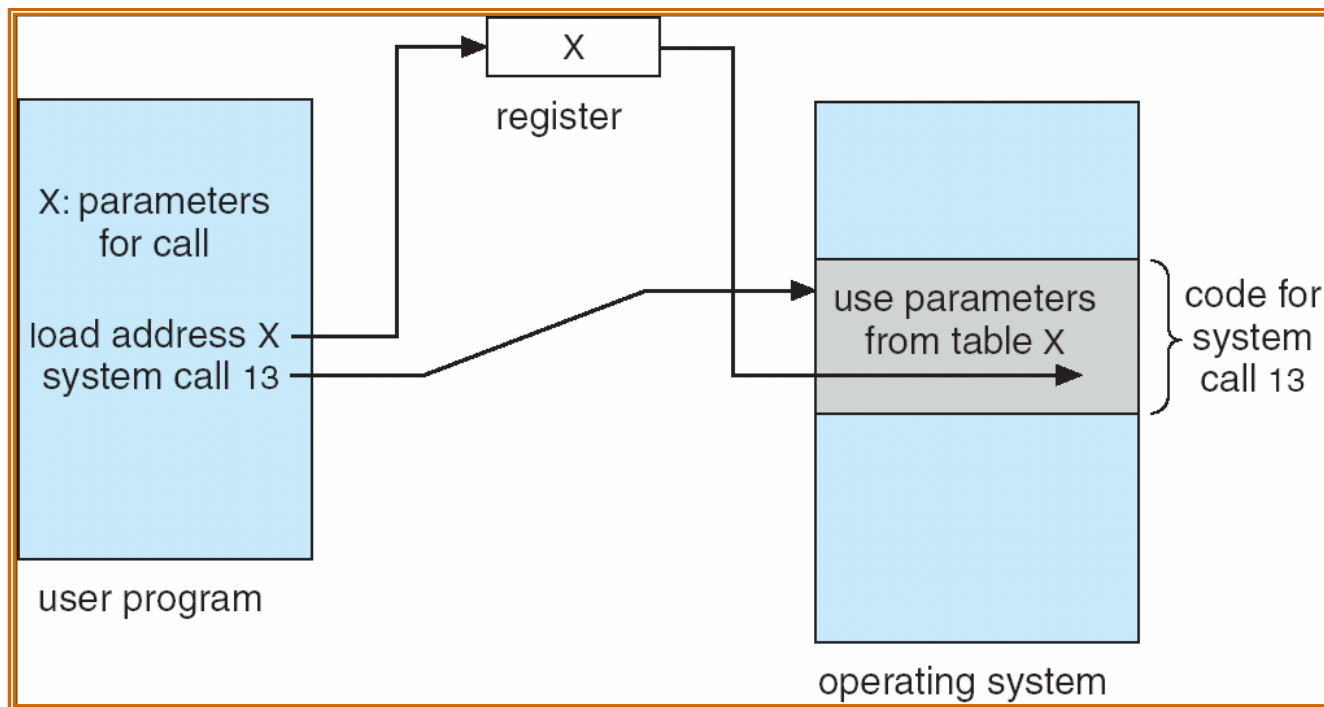 X
register
X: parameters
for call
load address X
system call 13
use parameters
from table X
code for
system
call 13
user program
operating system